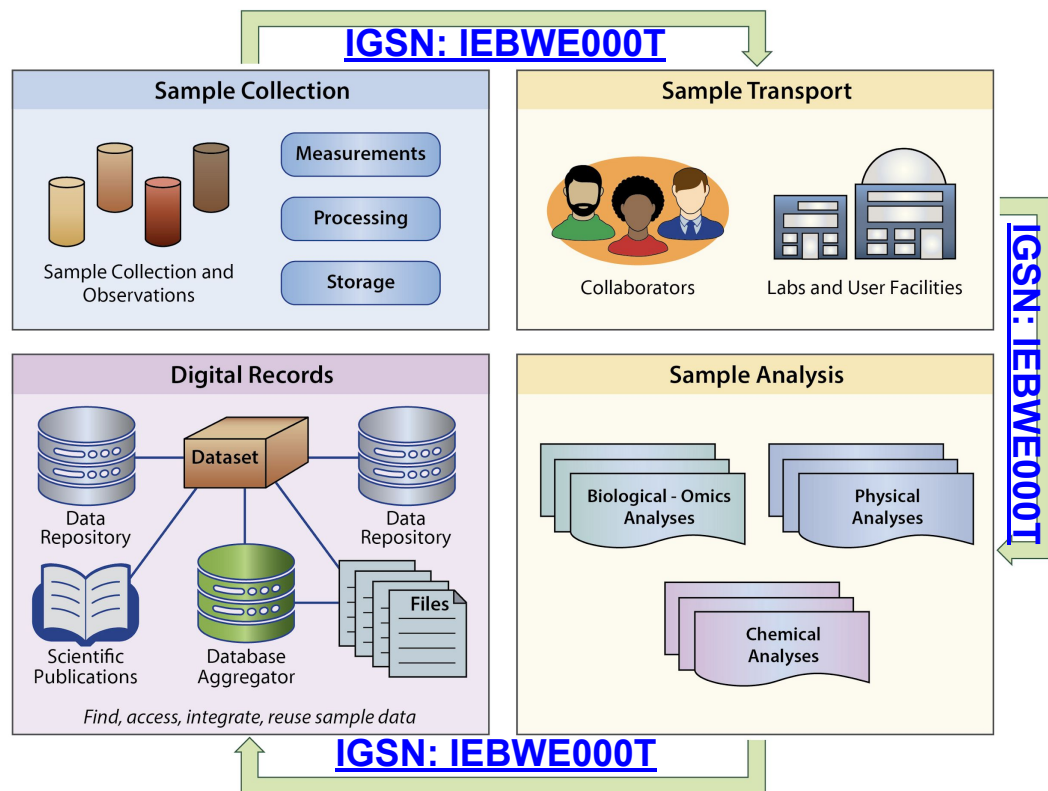 IGSN: IEBWE000T
Sample Collection
Measurements
Processing
Storage
Sample Collection and
Observations
Sample Transport
Collaborators
Labs and User Facilities
IGSN: IEBWE000T
Digital Records
Dataset
Data
Repository
Data
Repository
Scientific
Publications
Database
Aggregator
Files
Find, access, integrate, reuse sample data
Sample Analysis
Biological - Omics
Analyses
Physical
Analyses
Chemical
Analyses
IGSN: IEBWE000T